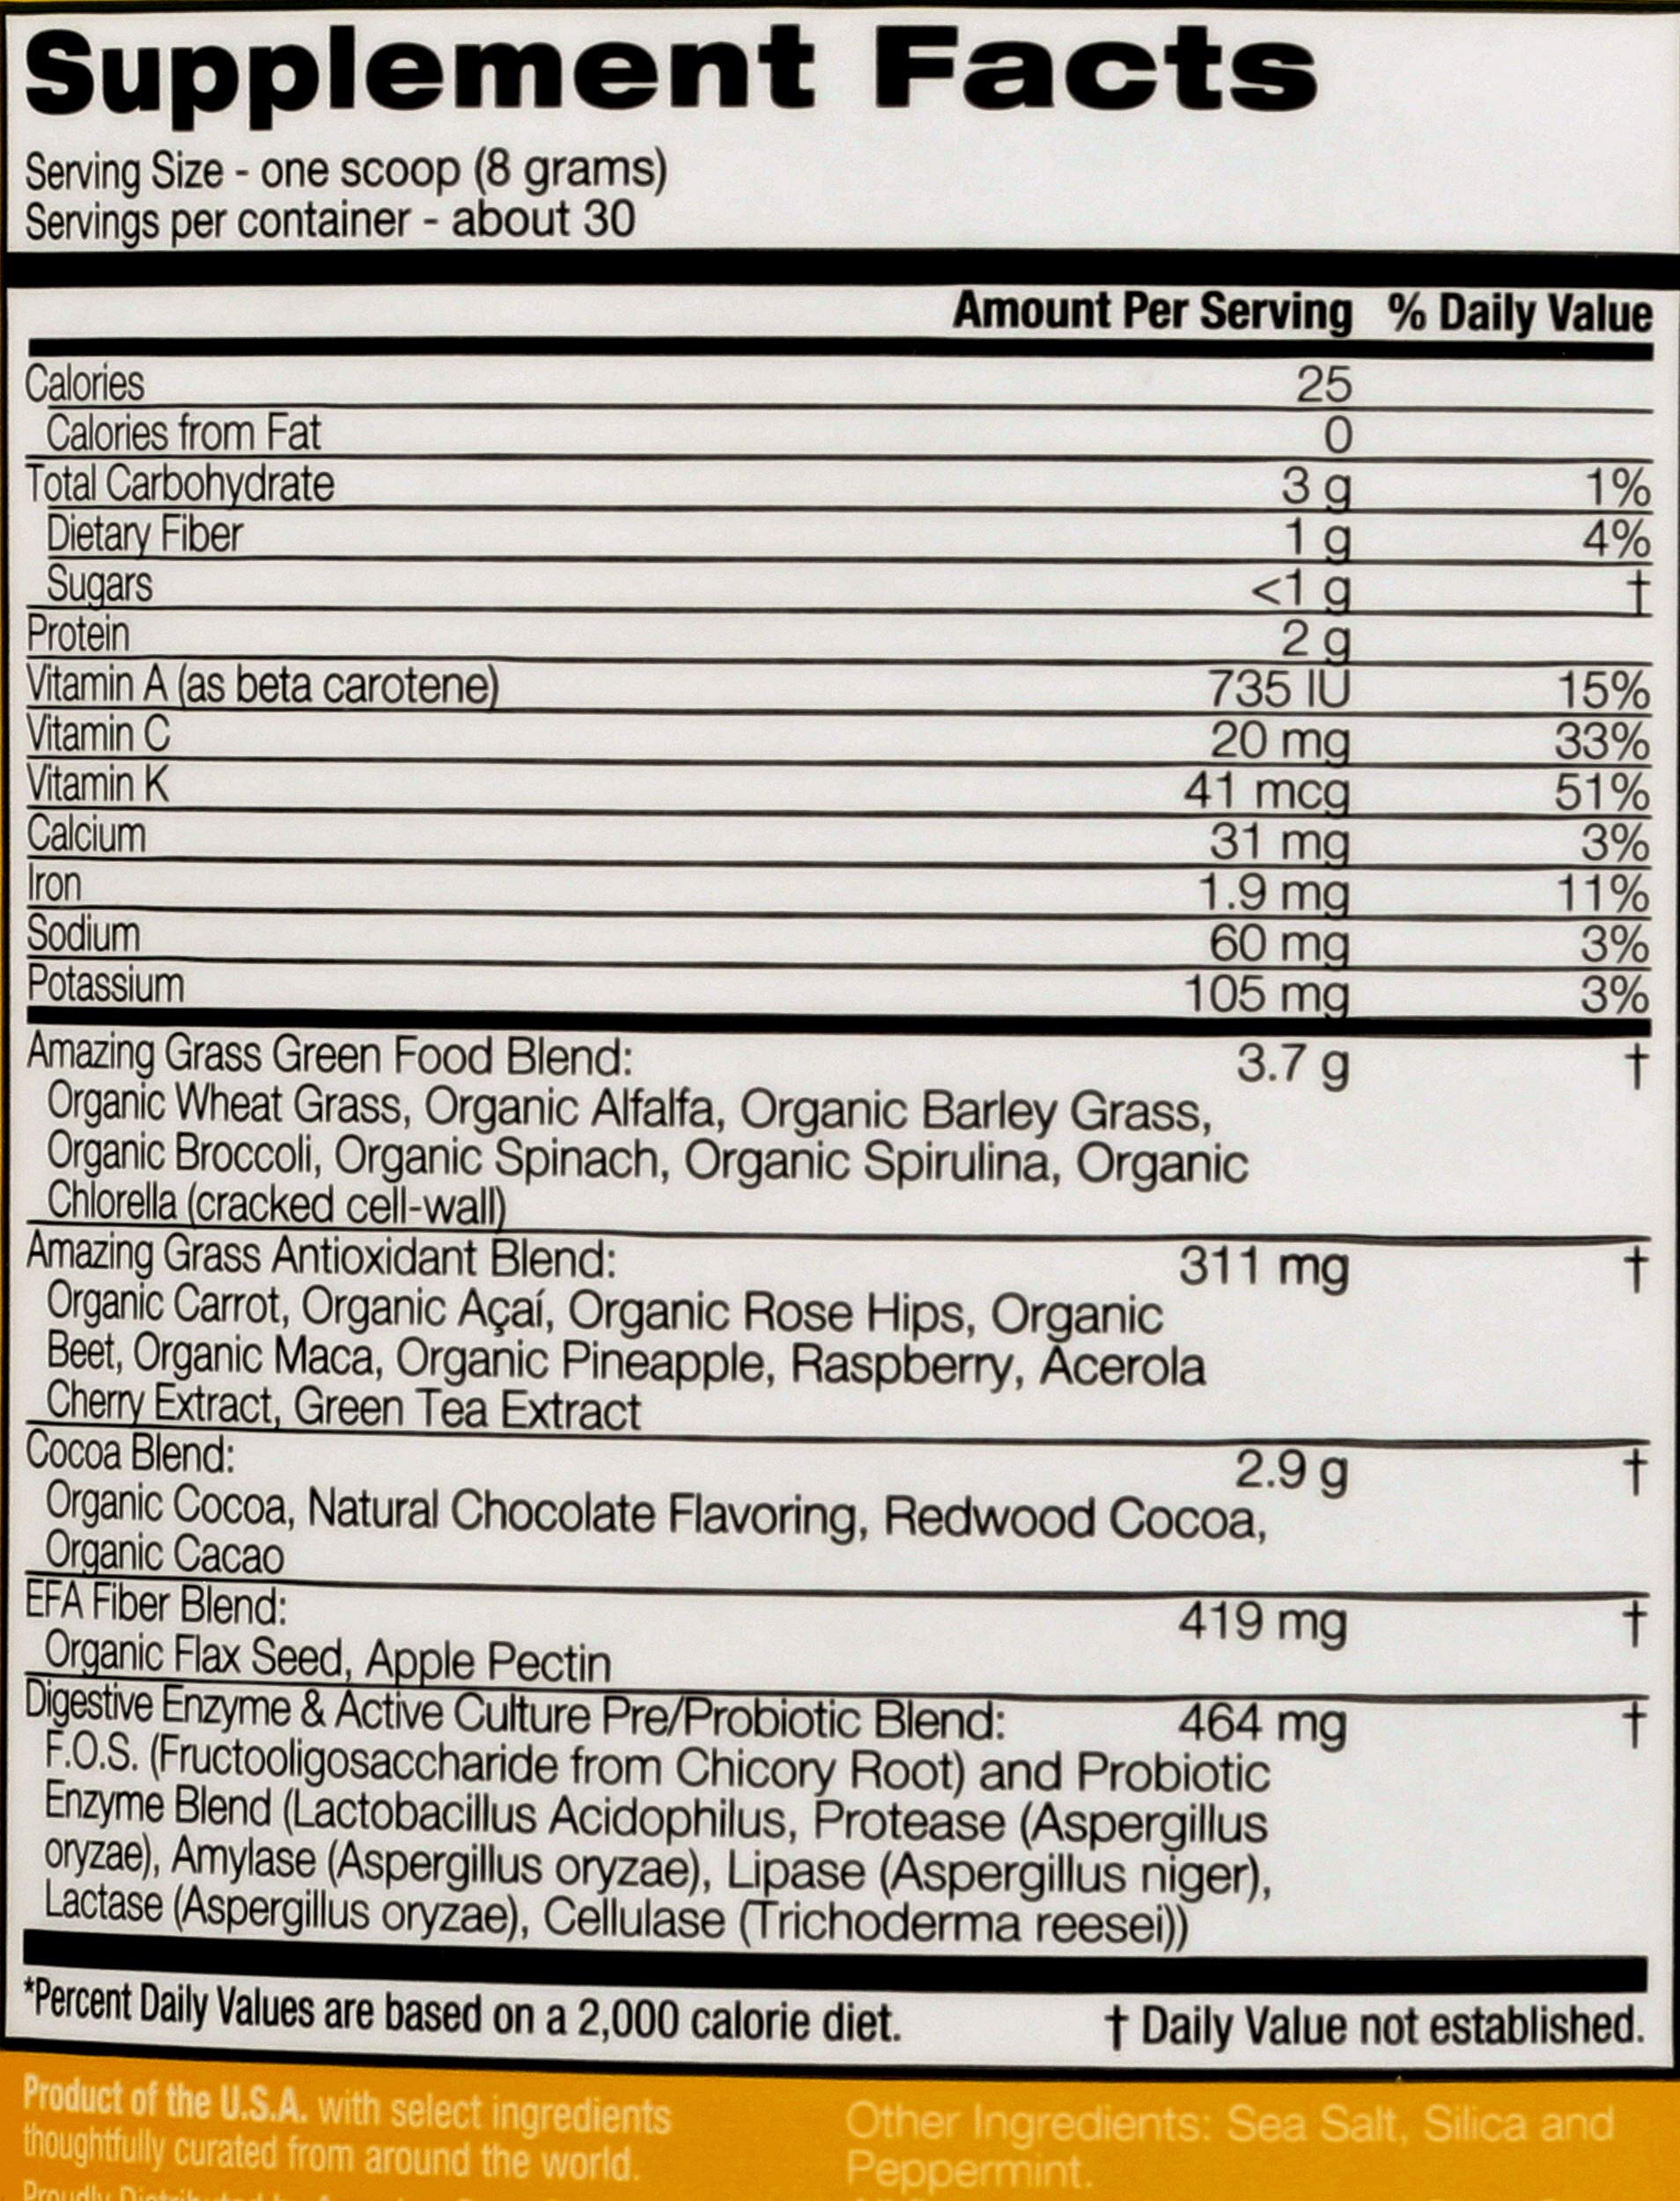 Supplement Facts
Serving Size - one scoop (8 grams)
Servings per container - about 30
Amount Per Serving % Daily Value
Calories 25
Calories from Fat 0
Total Carbohydrate 3 g 1%
Dietary Fiber 1 g 4%
Sugars <1 g †
Protein 2 g
Vitamin A (as beta carotene) 735 IU 15%
Vitamin C 20 mg 33%
Vitamin K 41 mcg 51%
Calcium 31 mg 3%
Iron 1.9 mg 11%
Sodium 60 mg 3%
Potassium 105 mg 3%
Amazing Grass Green Food Blend: 3.7 g †
Organic Wheat Grass, Organic Alfalfa, Organic Barley Grass,
Organic Broccoli, Organic Spinach, Organic Spirulina, Organic
Chlorella (cracked cell-wall)
Amazing Grass Antioxidant Blend: 311 mg †
Organic Carrot, Organic Açaí, Organic Rose Hips, Organic
Beet, Organic Maca, Organic Pineapple, Raspberry, Acerola
Cherry Extract, Green Tea Extract
Cocoa Blend: 2.9 g †
Organic Cocoa, Natural Chocolate Flavoring, Redwood Cocoa,
Organic Cacao
EFA Fiber Blend: 419 mg †
Organic Flax Seed, Apple Pectin
Digestive Enzyme & Active Culture Pre/Probiotic Blend: 464 mg †
F.O.S. (Fructooligosaccharide from Chicory Root) and Probiotic
Enzyme Blend (Lactobacillus Acidophilus, Protease (Aspergillus
oryzae), Amylase (Aspergillus oryzae), Lipase (Aspergillus niger),
Lactase (Aspergillus oryzae), Cellulase (Trichoderma reesei))
*Percent Daily Values are based on a 2,000 calorie diet. † Daily Value not established.
Product of the U.S.A. with select ingredients
thoughtfully curated from around the world.
Other Ingredients: Sea Salt, Silica and
Peppermint.